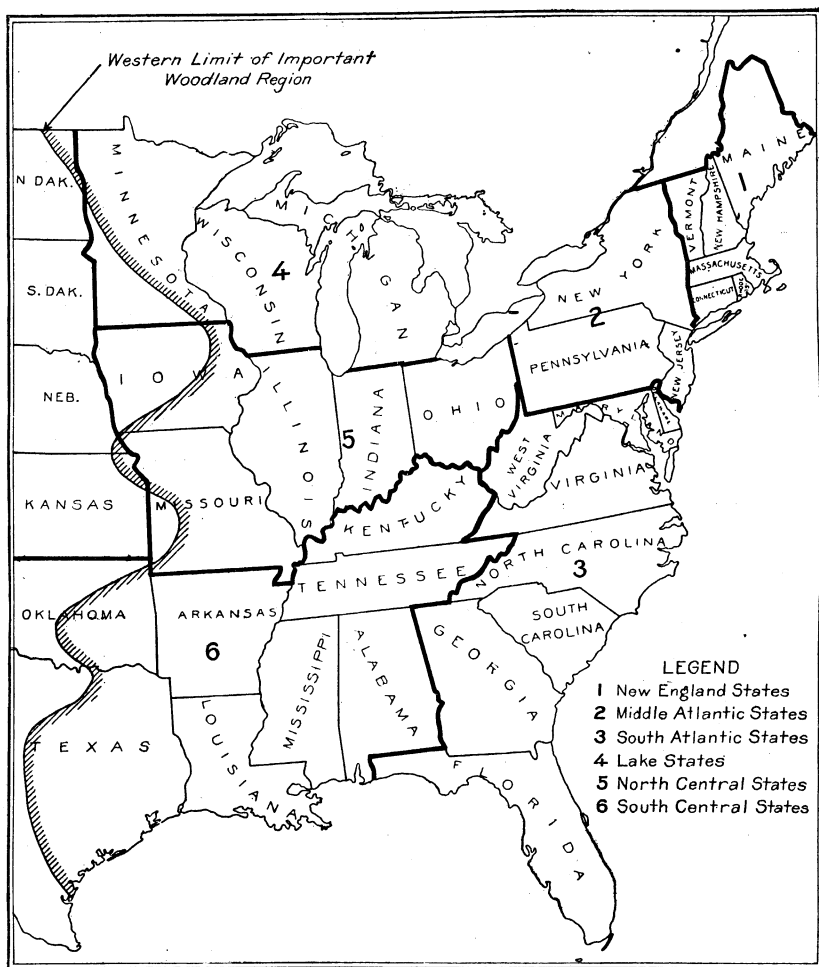 Western Limit of Important
Woodland Region
N DAK.
MINNESOTA
S. DAK.
WISCONSIN
MICHIGAN
4
MAINE
1
VERMONT
NEW HAMPSHIRE
MASSACHUSETTS
CONNECTICUT
NEW YORK
2
PENNSYLVANIA
NEW JERSEY
NEB.
IOWA
ILLINOIS
INDIANA
5
OHIO
WEST
VIRGINIA
VIRGINIA
KANSAS
MISSOURI
KENTUCKY
TENNESSEE
NORTH CAROLINA
3
OKLAHOMA
ARKANSAS
6
SOUTH
CAROLINA
MISSISSIPPI
ALABAMA
GEORGIA
TEXAS
LOUISIANA
FLORIDA
LEGEND
1 New England States
2 Middle Atlantic States
3 South Atlantic States
4 Lake States
5 North Central States
6 South Central States